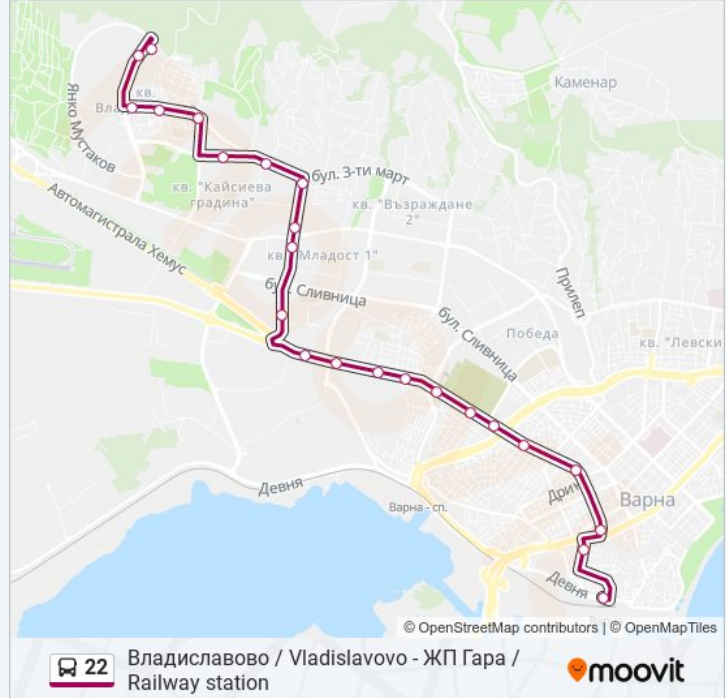 Каменар
кв.
Влад
Янко Мустаков
бул. 3-ти март
кв. "Кайсиева
градина"
кв. "Възраждане
2"
Автомагистрала Хемус
кв. "Младост 1"
бул. Сливница
Прилеп
бул. Сливница
Победа
кв. "Левски
Девня
Дрин
Варна
Варна - сп.
Девня
© OpenStreetMap contributors | © OpenMapTiles
22
Владиславово / Vladislavovo - ЖП Гара /
Railway station
moovit